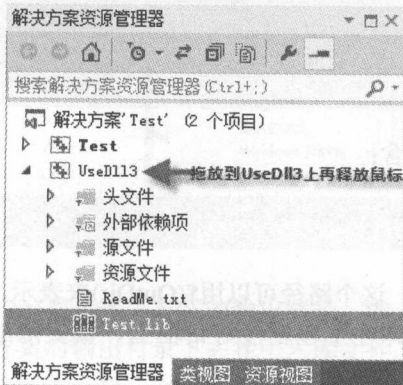 解决方案资源管理器
搜索解决方案资源管理器(Ctrl+;)
解决方案'Test' (2 个项目)
Test
UseDll3
拖放到UseDll3上再释放鼠标
头文件
外部依赖项
源文件
资源文件
ReadMe.txt
Test.lib
解决方案资源管理器 类视图 资源视图